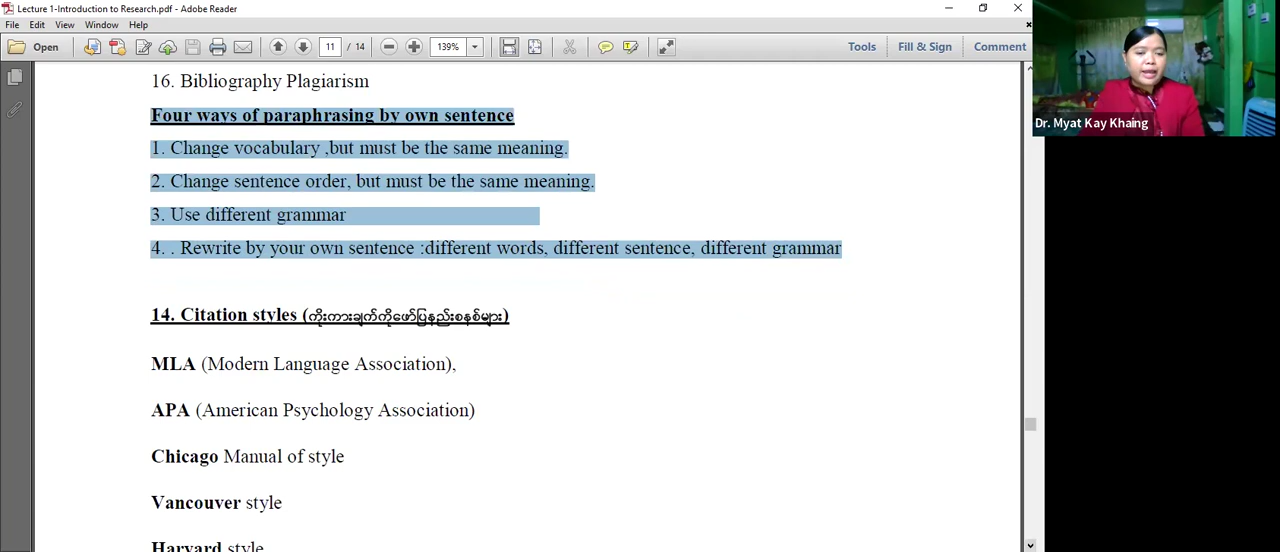 Lecture 1-Introduction to Research.pdf - Adobe Reader
File Edit View Window Help
Open 11 / 14 139% Tools Fill & Sign Comment
16. Bibliography Plagiarism
Four ways of paraphrasing by own sentence
1. Change vocabulary ,but must be the same meaning.
2. Change sentence order, but must be the same meaning.
3. Use different grammar
4. . Rewrite by your own sentence :different words, different sentence, different grammar
14. Citation styles (ကိုးကားချက်ကိုဖော်ပြနည်းစနစ်များ)
MLA (Modern Language Association),
APA (American Psychology Association)
Chicago Manual of style
Vancouver style
Harvard style
Dr. Myat Kay Khaing